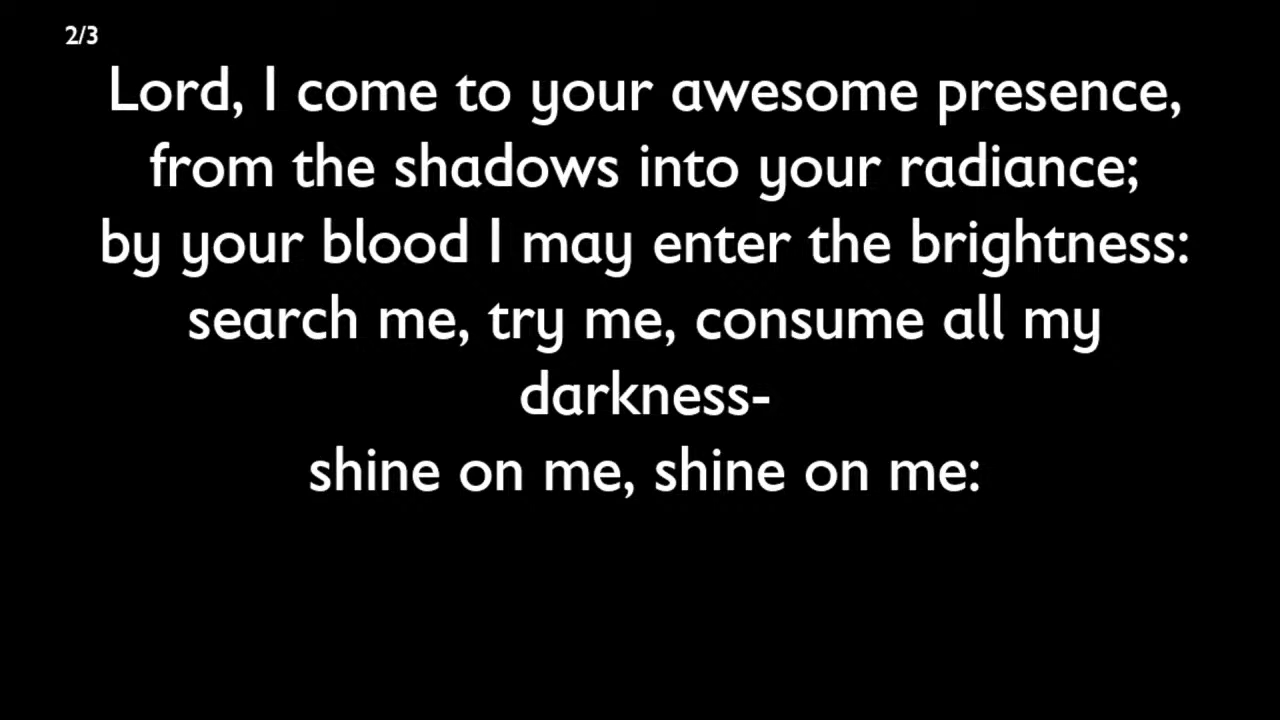 2/3
Lord, I come to your awesome presence,
from the shadows into your radiance;
by your blood I may enter the brightness:
search me, try me, consume all my
darkness-
shine on me, shine on me: